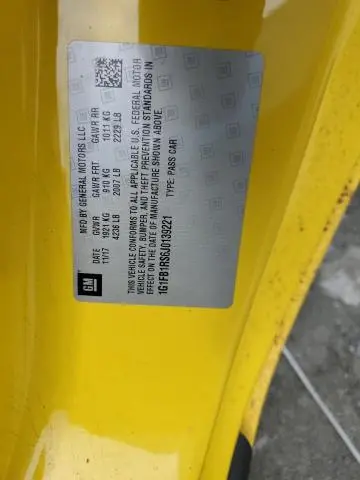 MFD BY GENERAL MOTORS LLC
DATE GVWR GAWR FRT GAWR RR
11/17 1921 KG 910 KG 1011 KG
4236 LB 2007 LB 2229 LB
THIS VEHICLE CONFORMS TO ALL APPLICABLE U.S. FEDERAL MOTOR
VEHICLE SAFETY, BUMPER, AND THEFT PREVENTION STANDARDS IN
EFFECT ON THE DATE OF MANUFACTURE SHOWN ABOVE.
1G1FB1RS6J0139221 TYPE: PASS CAR
GM